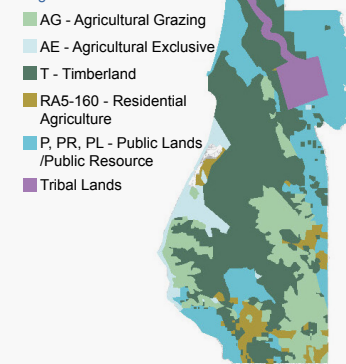 AG - Agricultural Grazing
AE - Agricultural Exclusive
T - Timberland
RA5-160 - Residential
Agriculture
P, PR, PL - Public Lands
/Public Resource
Tribal Lands